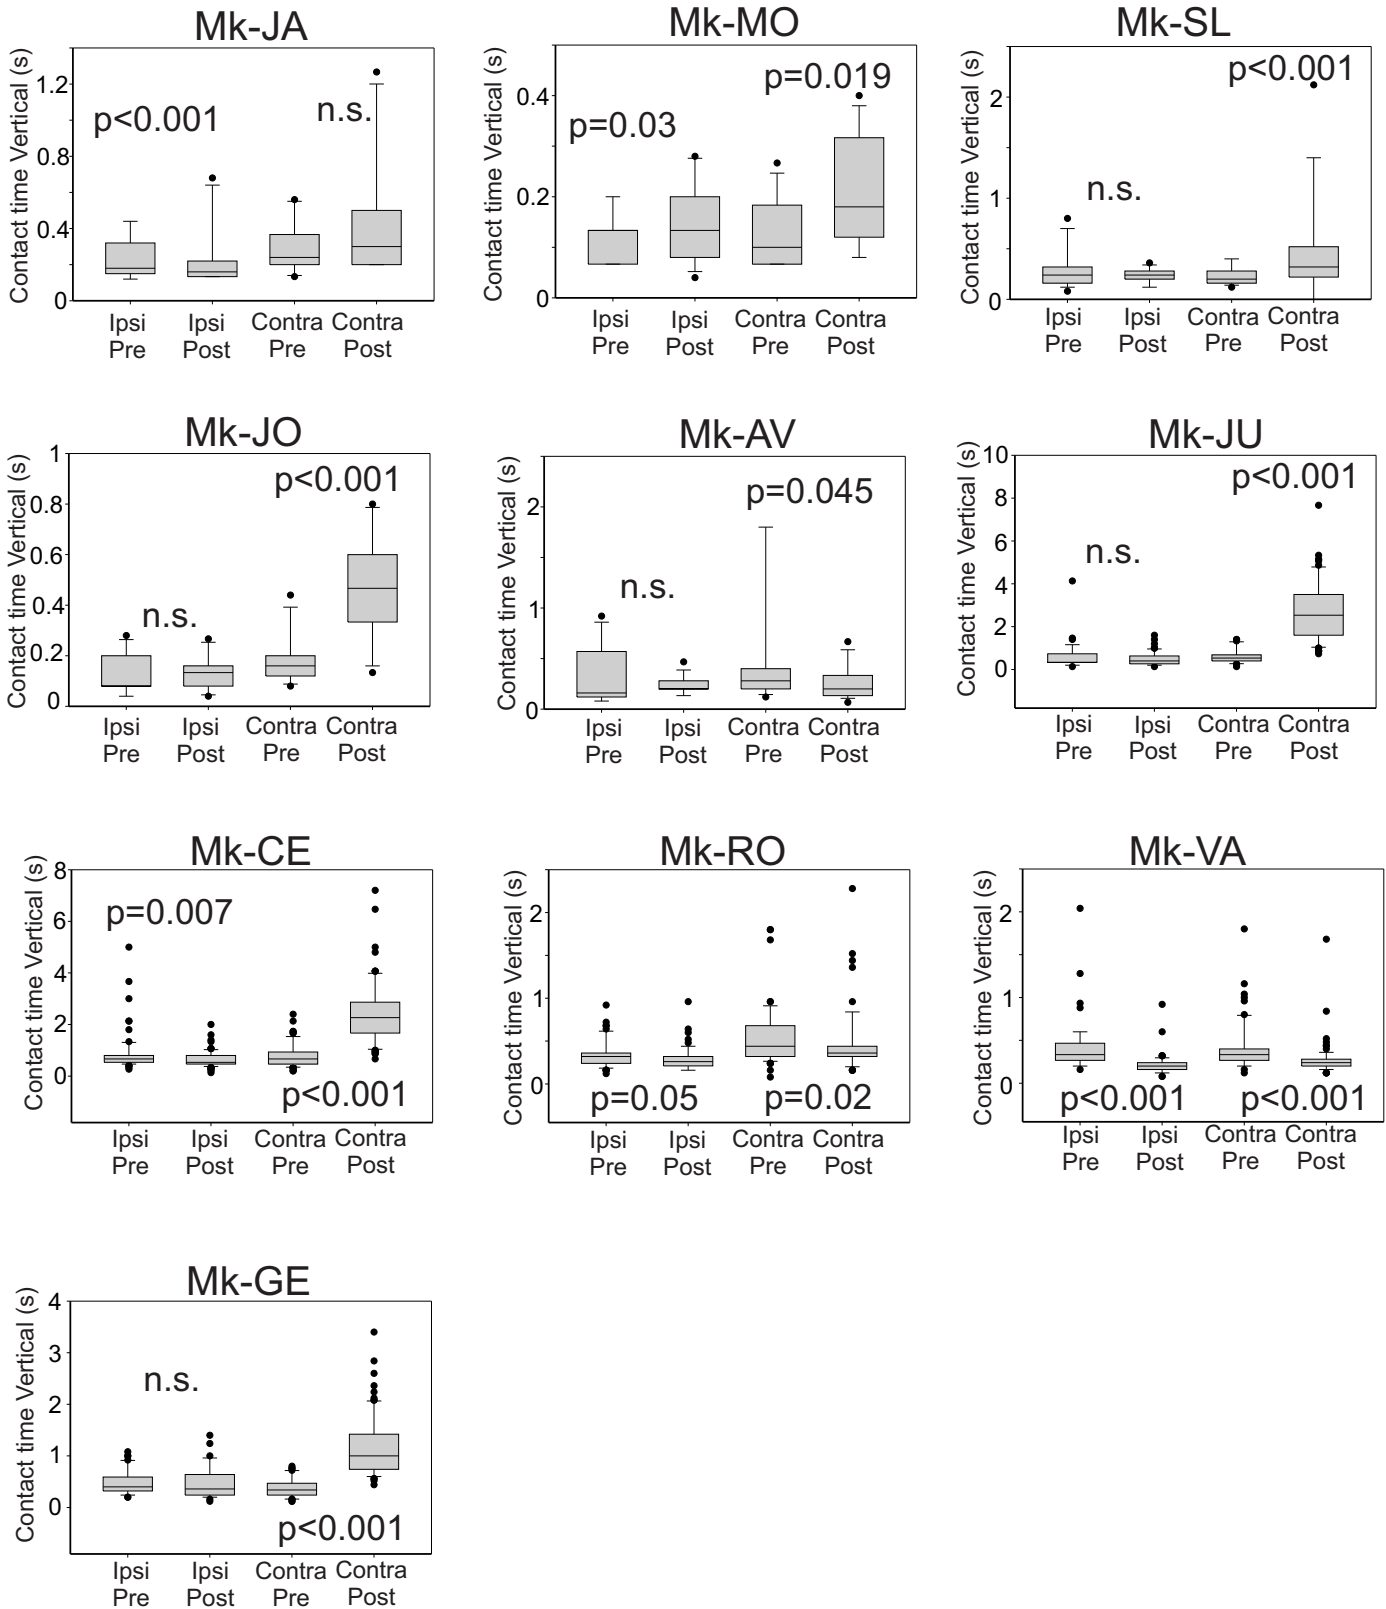 Mk-JA
Contact time Vertical (s)
1.2
0.8
0.4
0
p<0.001
n.s.
Ipsi Pre
Ipsi Post
Contra Pre
Contra Post
Mk-MO
Contact time Vertical (s)
0.4
0.2
0
p=0.03
p=0.019
Ipsi Pre
Ipsi Post
Contra Pre
Contra Post
Mk-SL
Contact time Vertical (s)
2
1
0
n.s.
p<0.001
Ipsi Pre
Ipsi Post
Contra Pre
Contra Post
Mk-JO
Contact time Vertical (s)
1
0.8
0.6
0.4
0.2
0
n.s.
p<0.001
Ipsi Pre
Ipsi Post
Contra Pre
Contra Post
Mk-AV
Contact time Vertical (s)
2
1
0
n.s.
p=0.045
Ipsi Pre
Ipsi Post
Contra Pre
Contra Post
Mk-JU
Contact time Vertical (s)
10
8
6
4
2
0
n.s.
p<0.001
Ipsi Pre
Ipsi Post
Contra Pre
Contra Post
Mk-CE
Contact time Vertical (s)
8
6
4
2
0
p=0.007
p<0.001
Ipsi Pre
Ipsi Post
Contra Pre
Contra Post
Mk-RO
Contact time Vertical (s)
2
1
0
p=0.05
p=0.02
Ipsi Pre
Ipsi Post
Contra Pre
Contra Post
Mk-VA
Contact time Vertical (s)
2
1
0
p<0.001
p<0.001
Ipsi Pre
Ipsi Post
Contra Pre
Contra Post
Mk-GE
Contact time Vertical (s)
4
3
2
1
0
n.s.
p<0.001
Ipsi Pre
Ipsi Post
Contra Pre
Contra Post